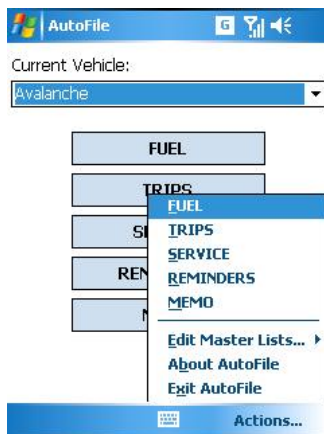 AutoFile G
Current Vehicle:
Avalanche
FUEL
TRIPS
FUEL
TRIPS
SERVICE
REMINDERS
MEMO
Edit Master Lists...
About AutoFile
Exit AutoFile
Actions...